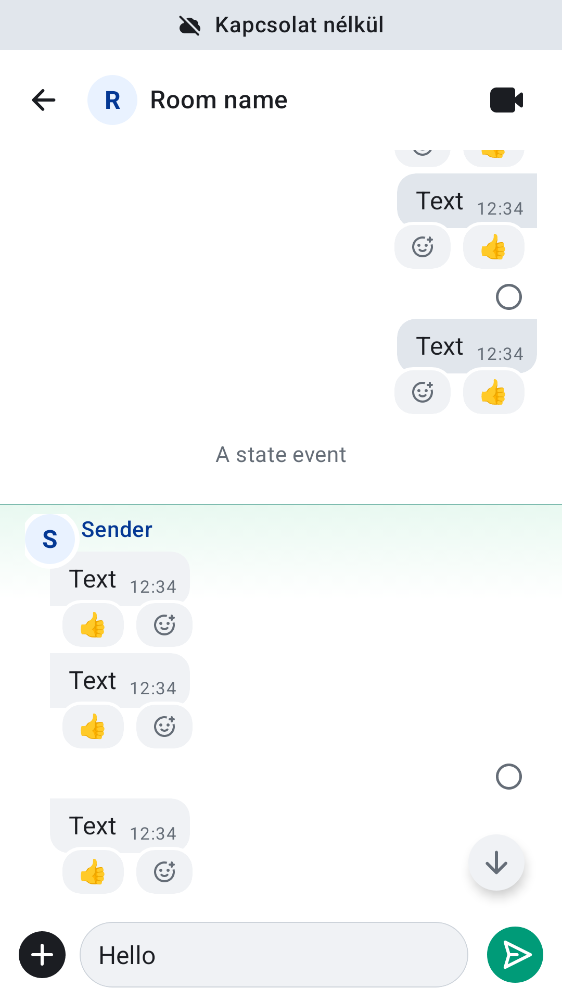 Kapcsolat nélkül
R Room name
Text 12:34
Text 12:34
A state event
S Sender
Text 12:34
Text 12:34
Text 12:34
Hello